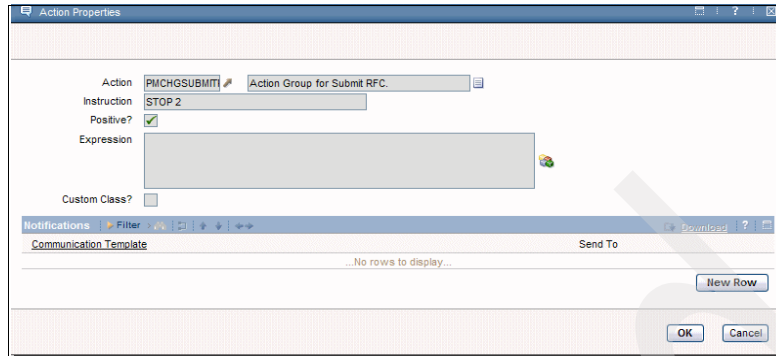 Action Properties ?
Action PMCHGSUBMIT Action Group for Submit RFC.
Instruction STOP 2
Positive?
Expression
Custom Class?
Notifications Filter Download ?
Communication Template Send To
...No rows to display...
New Row
OK Cancel